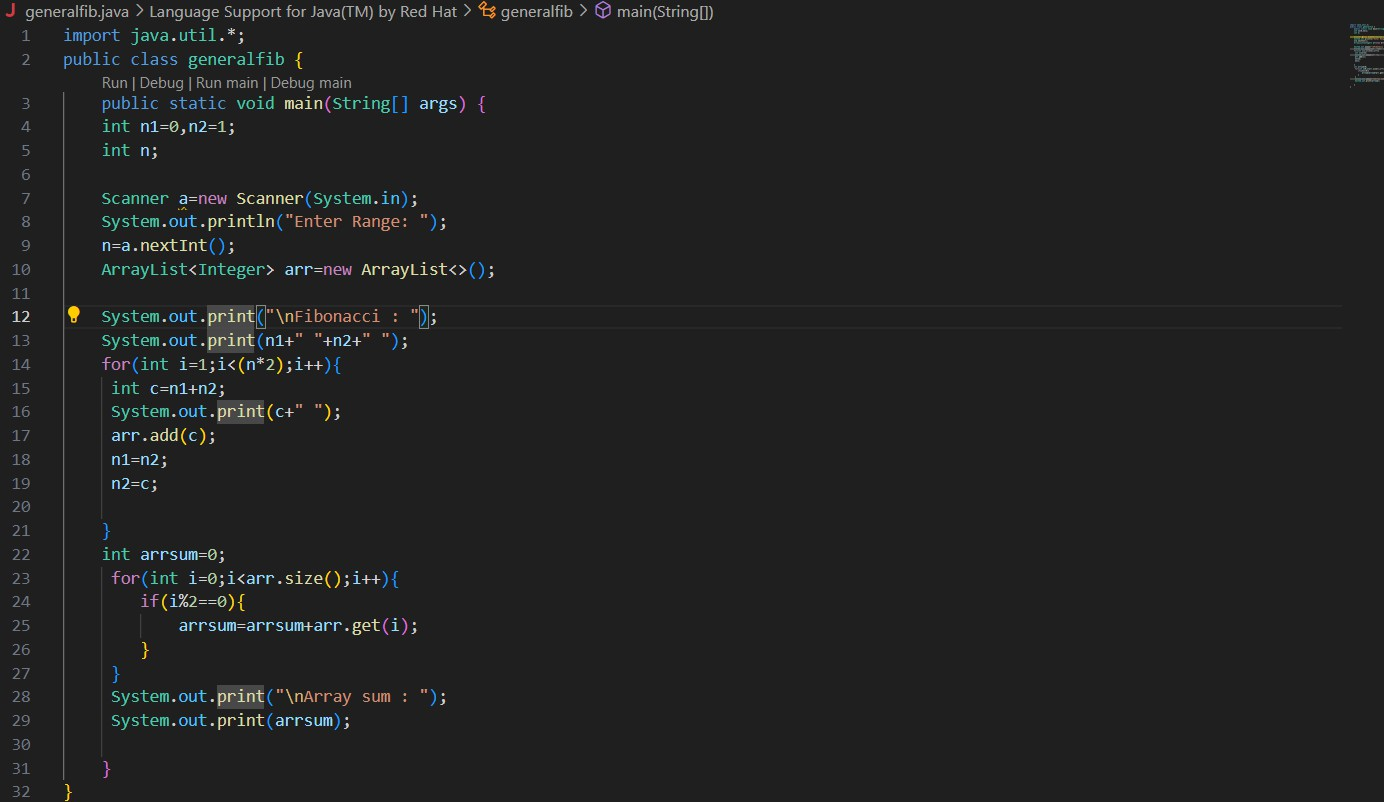 generalfib.java > Language Support for Java(TM) by Red Hat > generalfib > main(String[])
1 import java.util.*;
2 public class generalfib {
Run | Debug | Run main | Debug main
3 public static void main(String[] args) {
4 int n1=0,n2=1;
5 int n;
6
7 Scanner a=new Scanner(System.in);
8 System.out.println("Enter Range: ");
9 n=a.nextInt();
10 ArrayList<Integer> arr=new ArrayList<>();
11
12 System.out.print("\nFibonacci : ");
13 System.out.print(n1+" "+n2+" ");
14 for(int i=1;i<(n*2);i++){
15 int c=n1+n2;
16 System.out.print(c+" ");
17 arr.add(c);
18 n1=n2;
19 n2=c;
20
21 }
22 int arrsum=0;
23 for(int i=0;i<arr.size();i++){
24 if(i%2==0){
25 arrsum=arrsum+arr.get(i);
26 }
27 }
28 System.out.print("\nArray sum : ");
29 System.out.print(arrsum);
30
31 }
32 }